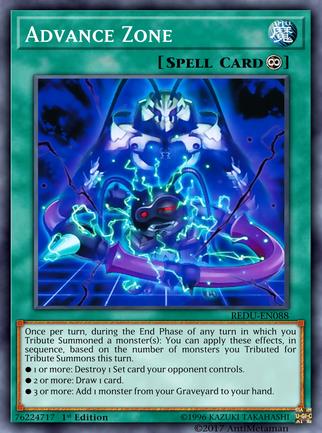 ADVANCE ZONE
[SPELL CARD]
REDU-EN088
Once per turn, during the End Phase of any turn in which you
Tribute Summoned a monster(s): You can apply these effects, in
sequence, based on the number of monsters you Tributed for
Tribute Summons this turn.
● 1 or more: Destroy 1 Set card your opponent controls.
● 2 or more: Draw 1 card.
● 3 or more: Add 1 monster from your Graveyard to your hand.
76224717 1st Edition ©1996 KAZUKI TAKAHASHI
©2017 AntiMetaman